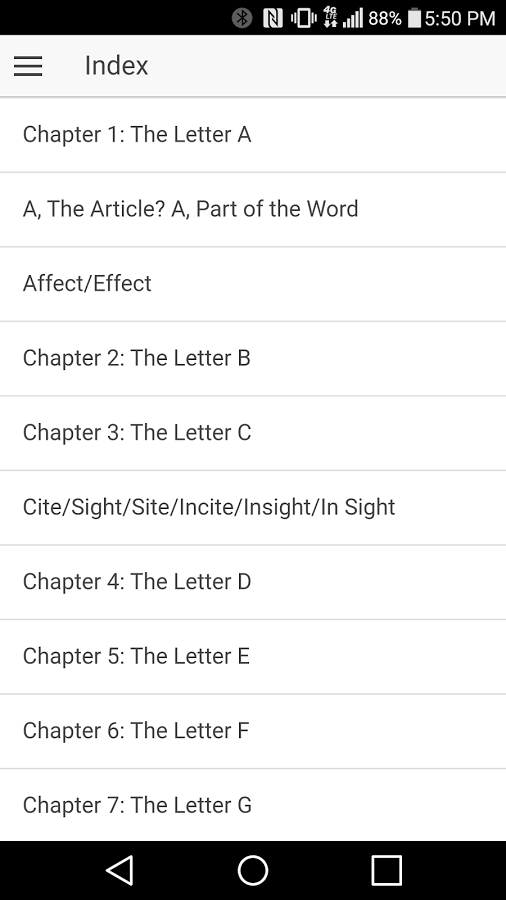 4G
LTE
88%
5:50 PM
Index
Chapter 1: The Letter A
A, The Article? A, Part of the Word
Affect/Effect
Chapter 2: The Letter B
Chapter 3: The Letter C
Cite/Sight/Site/Incite/Insight/In Sight
Chapter 4: The Letter D
Chapter 5: The Letter E
Chapter 6: The Letter F
Chapter 7: The Letter G